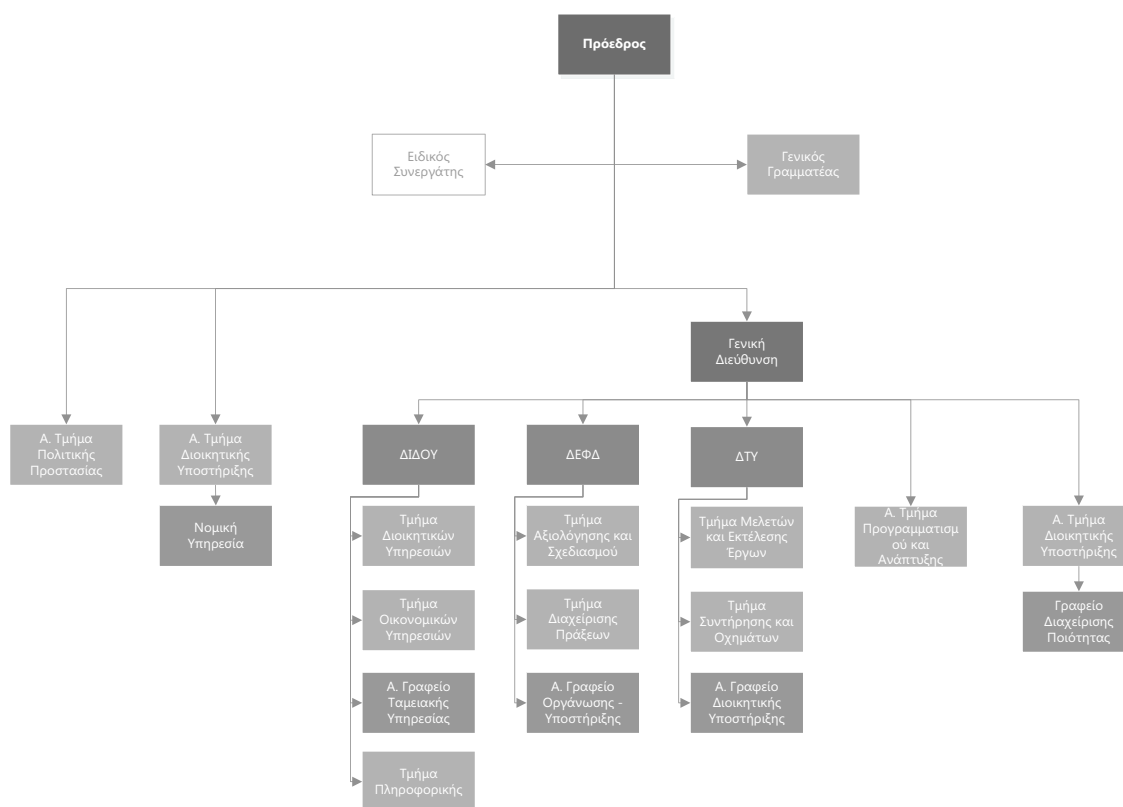 Πρόεδρος
Ειδικός
Συνεργάτης
Γενικός
Γραμματέας
Γενική
Διεύθυνση
Α. Τμήμα
Πολιτικής
Προστασίας
Α. Τμήμα
Διοικητικής
Υποστήριξης
Νομική
Υπηρεσία
ΔΙΔΟΥ
Τμήμα
Διοικητικών
Υπηρεσιών
Τμήμα
Οικονομικών
Υπηρεσιών
Α. Γραφείο
Ταμειακής
Υπηρεσίας
Τμήμα
Πληροφορικής
ΔΕΦΔ
Τμήμα
Αξιολόγησης και
Σχεδιασμού
Τμήμα
Διαχείρισης
Πράξεων
Α. Γραφείο
Οργάνωσης -
Υποστήριξης
ΔΤΥ
Τμήμα Μελετών
και Εκτέλεσης
Έργων
Τμήμα
Συντήρησης και
Οχημάτων
Α. Γραφείο
Διοικητικής
Υποστήριξης
Α. Τμήμα
Προγραμματισμ
ού και
Ανάπτυξης
Α. Τμήμα
Διοικητικής
Υποστήριξης
Γραφείο
Διαχείρισης
Ποιότητας